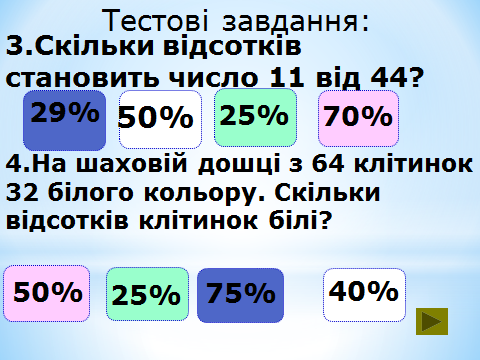 Тестові завдання:
3.Скільки відсотків
становить число 11 від 44?
29% 50% 25% 70%
4.На шаховій дошці з 64 клітинок
32 білого кольору. Скільки
відсотків клітинок білі?
50% 25% 75% 40%